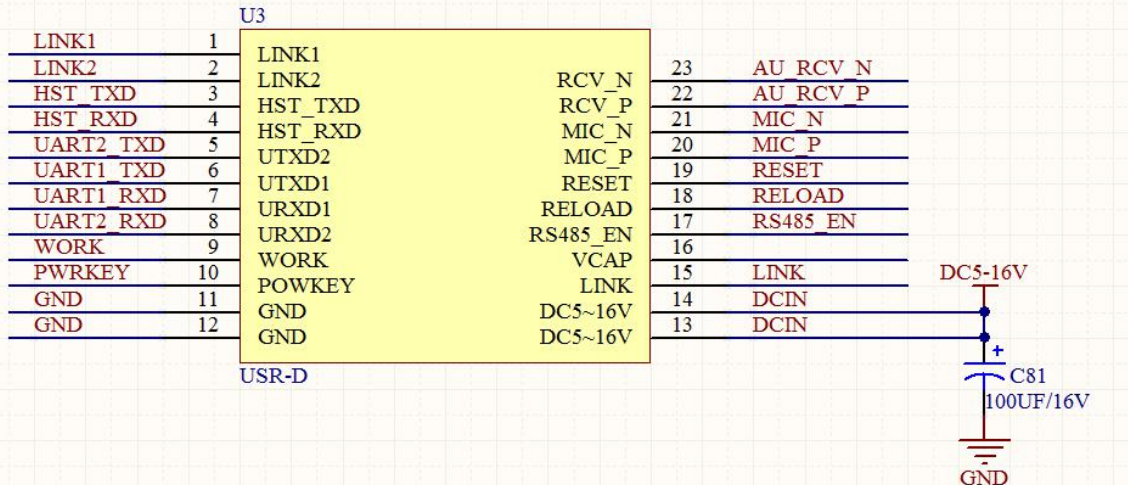 U3
LINK1 1 LINK1
LINK2 2 LINK2 RCV_N 23 AU_RCV_N
HST_TXD 3 HST_TXD RCV_P 22 AU_RCV_P
HST_RXD 4 HST_RXD MIC_N 21 MIC_N
UART2_TXD 5 UTXD2 MIC_P 20 MIC_P
UART1_TXD 6 UTXD1 RESET 19 RESET
UART1_RXD 7 URXD1 RELOAD 18 RELOAD
UART2_RXD 8 URXD2 RS485_EN 17 RS485_EN
WORK 9 WORK VCAP 16
PWRKEY 10 POWKEY LINK 15 LINK DC5-16V
GND 11 GND DC5~16V 14 DCIN
GND 12 GND DC5~16V 13 DCIN
+
USR-D C81
100UF/16V
GND